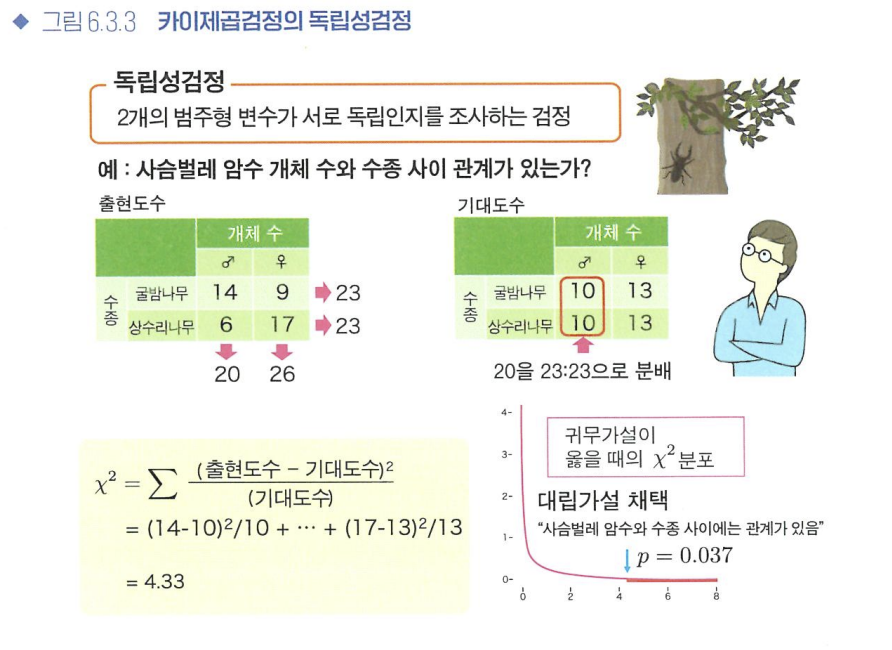 ◆ 그림 6.3.3 카이제곱검정의 독립성검정
독립성검정
2개의 범주형 변수가 서로 독립인지를 조사하는 검정
예 : 사슴벌레 암수 개체 수와 수종 사이 관계가 있는가?
출현도수
개체 수
♂ ♀
수종
굴밤나무 14 9 23
상수리나무 6 17 23
20 26
기대도수
개체 수
♂ ♀
수종
굴밤나무 10 13
상수리나무 10 13
20을 23:23으로 분배
χ² = ∑ (출현도수 − 기대도수)² / (기대도수)
= (14-10)²/10 + ··· + (17-13)²/13
= 4.33
귀무가설이
옳을 때의 χ² 분포
대립가설 채택
“사슴벌레 암수와 수종 사이에는 관계가 있음”
p = 0.037
4-
3-
2-
1-
0-
0 2 4 6 8